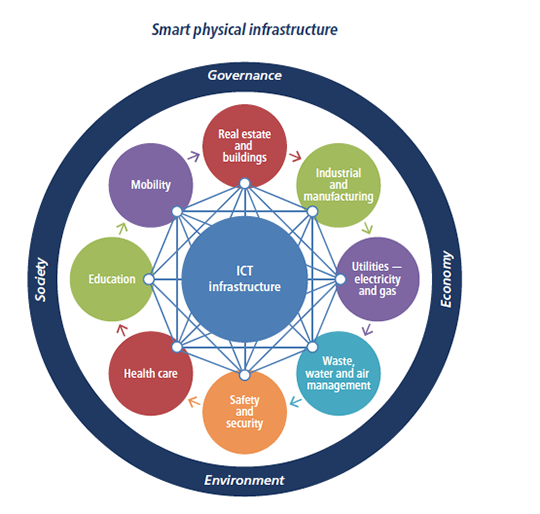 Smart physical infrastructure
Governance
Real estate
and
buildings
Industrial
and
manufacturing
Mobility
Utilities —
electricity
and gas
ICT
infrastructure
Education
Society
Economy
Waste,
water and air
management
Health care
Safety
and
security
Environment